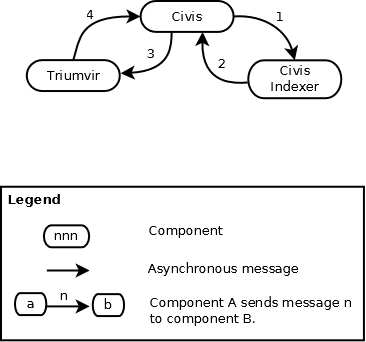 4
Civis
1
3
2
Triumvir
Civis
Indexer
Legend
nnn
Component
Asynchronous message
a
n
b
Component A sends message n
to component B.